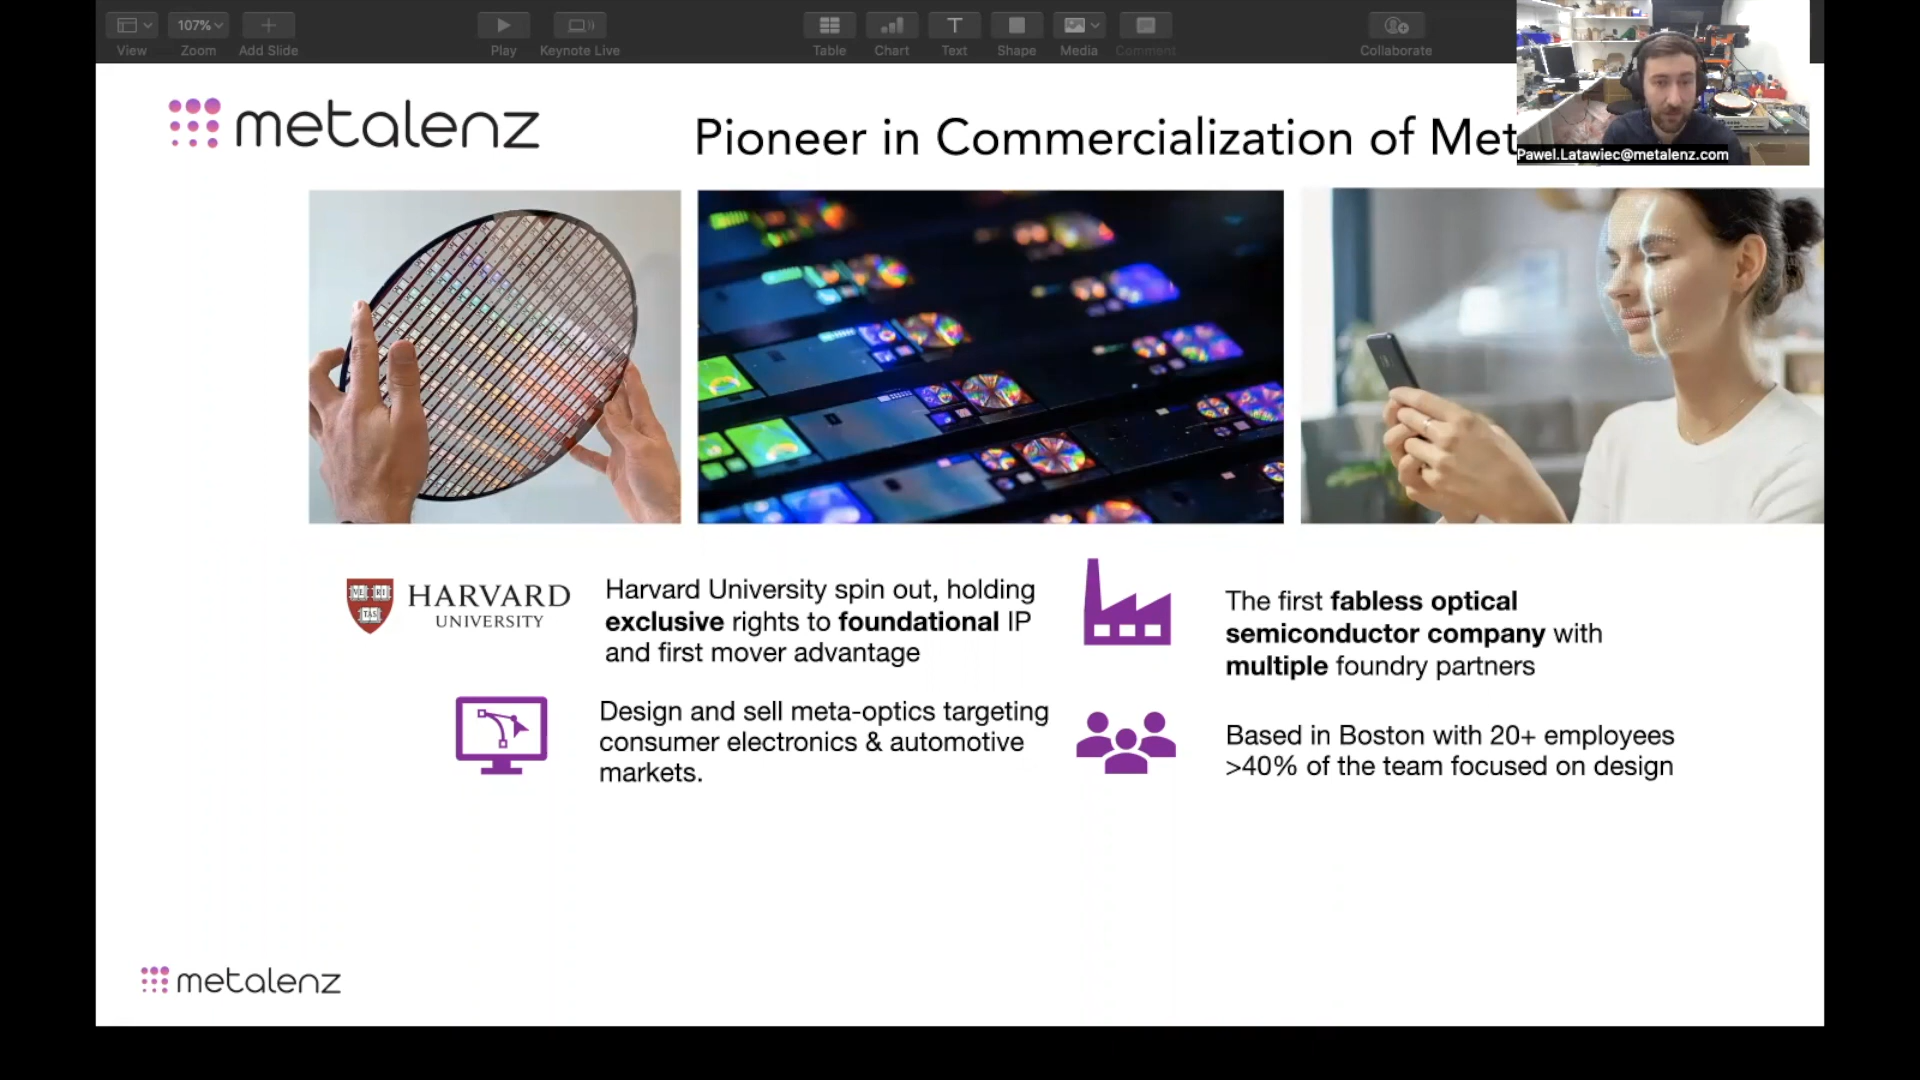 107%
View
Zoom
Add Slide
Play
Keynote Live
Table
Chart
Text
Shape
Media
Comment
Collaborate
metalenz
Pioneer in Commercialization of Met
Pawel.Latawiec@metalenz.com
VE RI
TAS
HARVARD
UNIVERSITY
Harvard University spin out, holding
exclusive rights to foundational IP
and first mover advantage
The first fabless optical
semiconductor company with
multiple foundry partners
Design and sell meta-optics targeting
consumer electronics & automotive
markets.
Based in Boston with 20+ employees
>40% of the team focused on design
metalenz